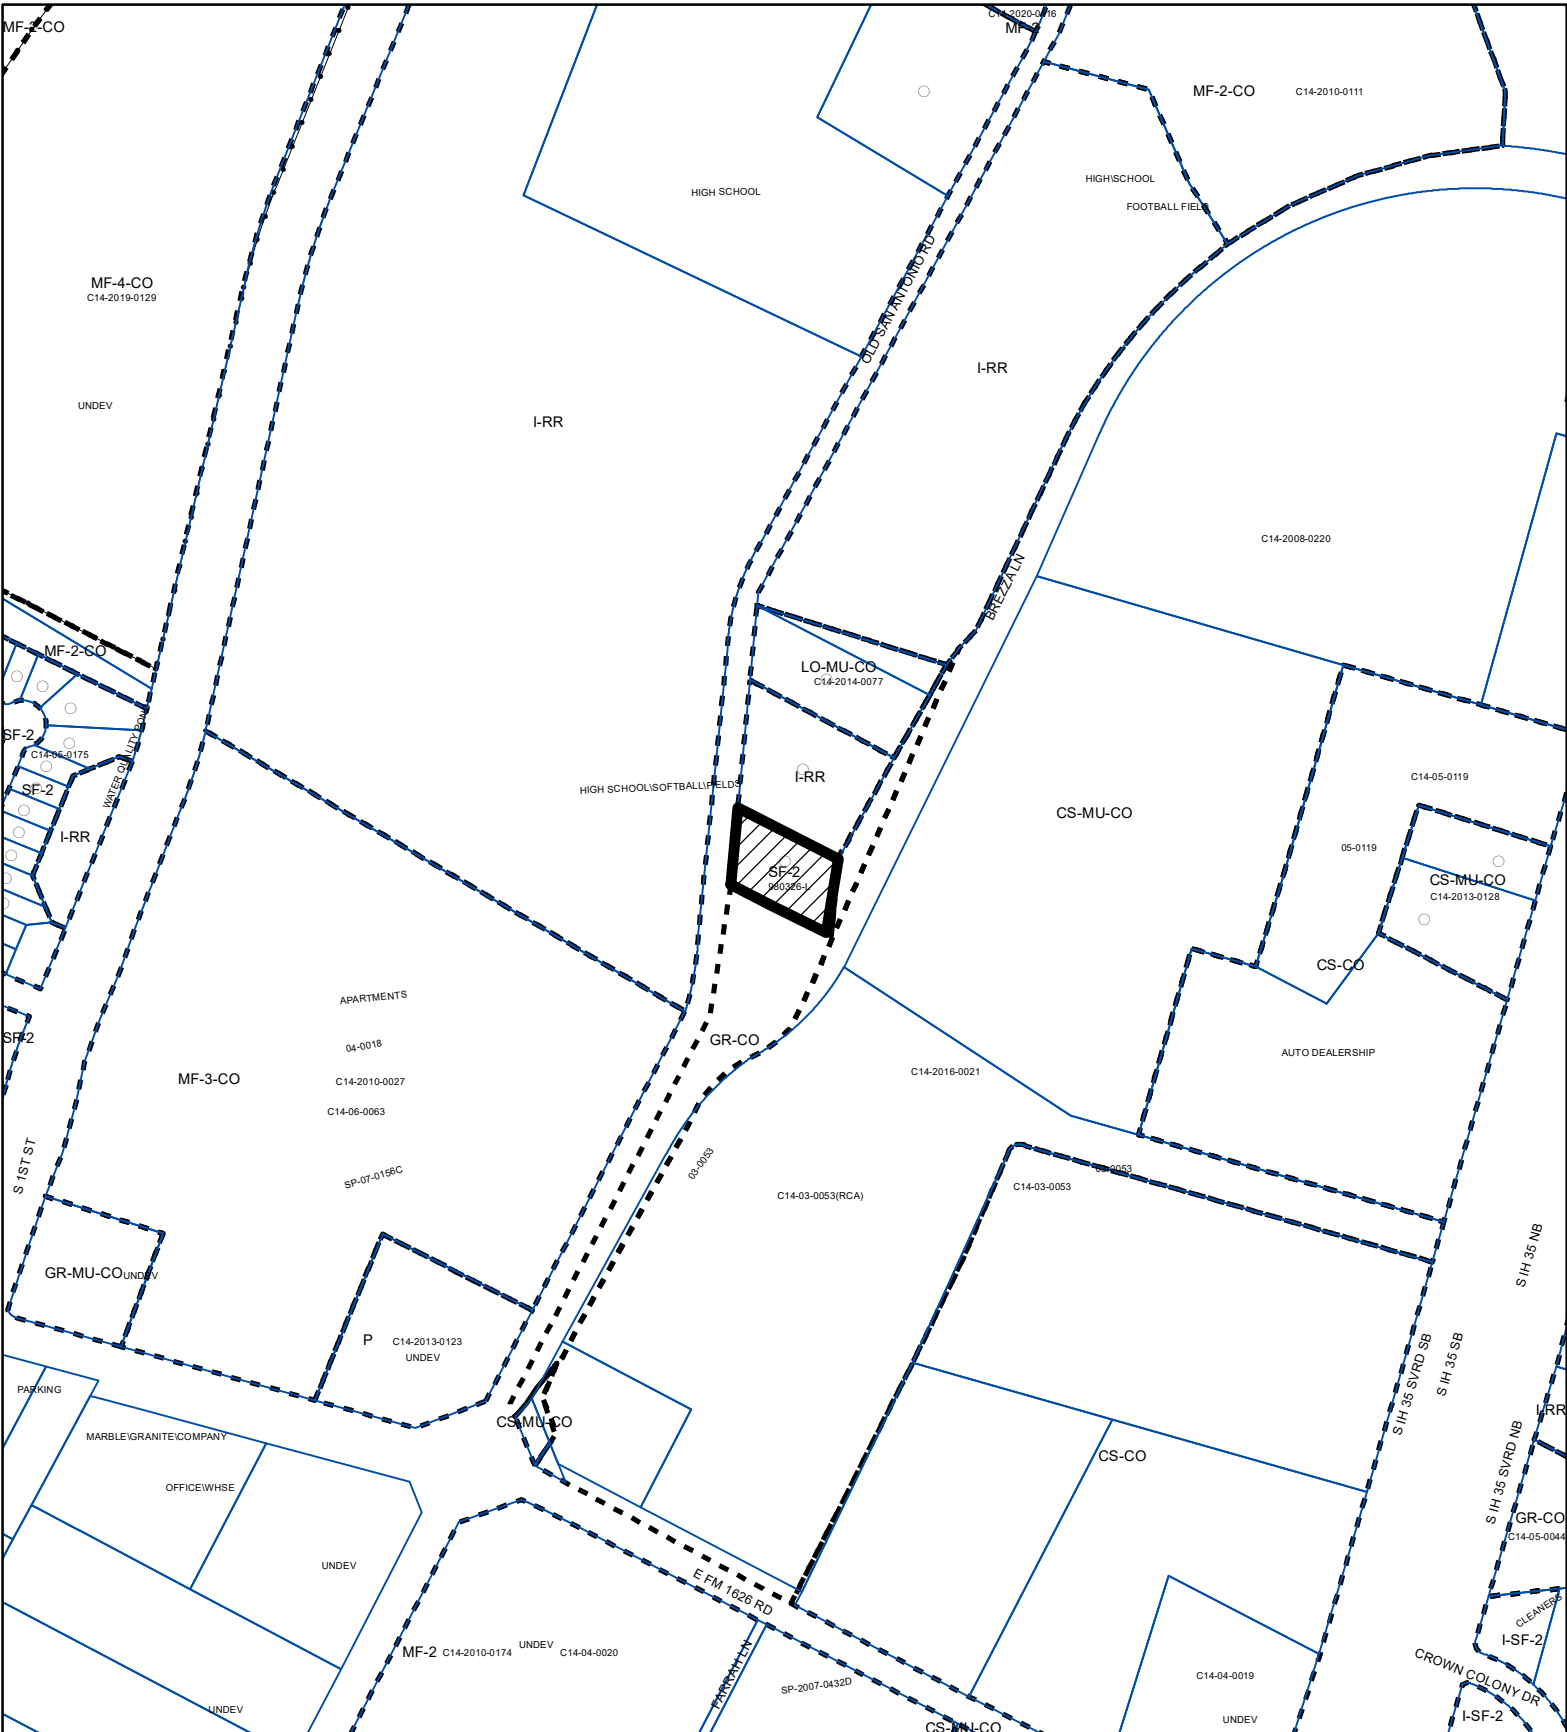 MF-2-CO
C14-2020-0116
MF-2
MF-2-CO
C14-2010-0111
HIGH SCHOOL
HIGH\SCHOOL
FOOTBALL FIELD
OLD SAN ANTONIO RD
MF-4-CO
C14-2019-0129
I-RR
UNDEV
I-RR
C14-2008-0220
BREZZA LN
MF-2-CO
LO-MU-CO
C14-2014-0077
SF-2
C14-05-0175
WATER QUALITY POND
SF-2
HIGH SCHOOL\SOFTBALL\FIELDS
I-RR
C14-05-0119
CS-MU-CO
I-RR
05-0119
SF-2
980326-L
CS-MU-CO
C14-2013-0128
CS-CO
APARTMENTS
SF-2
04-0018
GR-CO
AUTO DEALERSHIP
MF-3-CO
C14-2010-0027
C14-2016-0021
C14-06-0063
S 1ST ST
SP-07-0156C
03-0053
03-0053
C14-03-0053
C14-03-0053(RCA)
S IH 35 NB
GR-MU-CO
UNDEV
P
C14-2013-0123
UNDEV
S IH 35 SVRD SB
S IH 35 SB
PARKING
CS-MU-CO
I-RR
MARBLE\GRANITE\COMPANY
CS-CO
OFFICE\WHSE
S IH 35 SVRD NB
GR-CO
C14-05-0044
UNDEV
E FM 1626 RD
CLEANERS
I-SF-2
MF-2
C14-2010-0174
UNDEV
C14-04-0020
FARRAH LN
SP-2007-0432D
C14-04-0019
CROWN COLONY DR
UNDEV
UNDEV
I-SF-2
CS-MU-CO